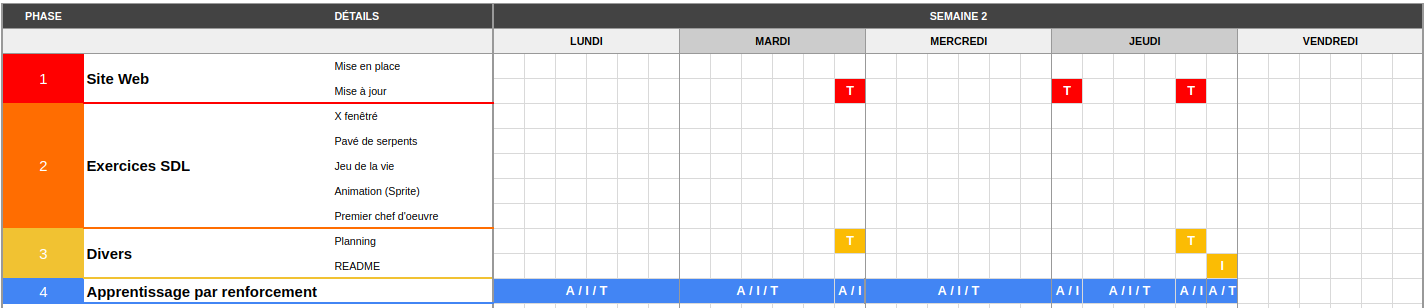 PHASE DÉTAILS SEMAINE 2
LUNDI MARDI MERCREDI JEUDI VENDREDI
1 Site Web
Mise en place
Mise à jour T T T
2 Exercices SDL
X fenêtré
Pavé de serpents
Jeu de la vie
Animation (Sprite)
Premier chef d'oeuvre
3 Divers
Planning T T
README I
4 Apprentissage par renforcement A / I / T A / I / T A / I A / I / T A / I A / I / T A / I A / T